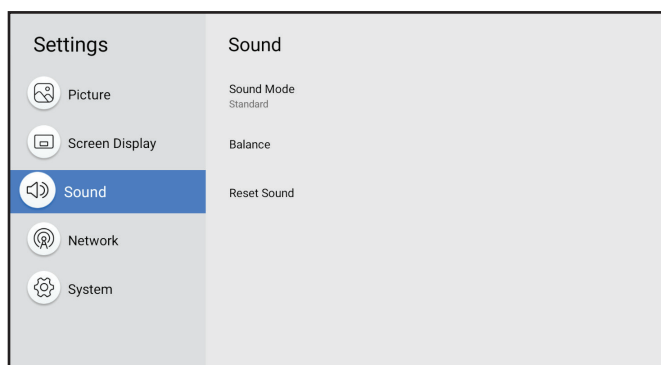 Settings
Picture
Screen Display
Sound
Network
System
Sound
Sound Mode
Standard
Balance
Reset Sound